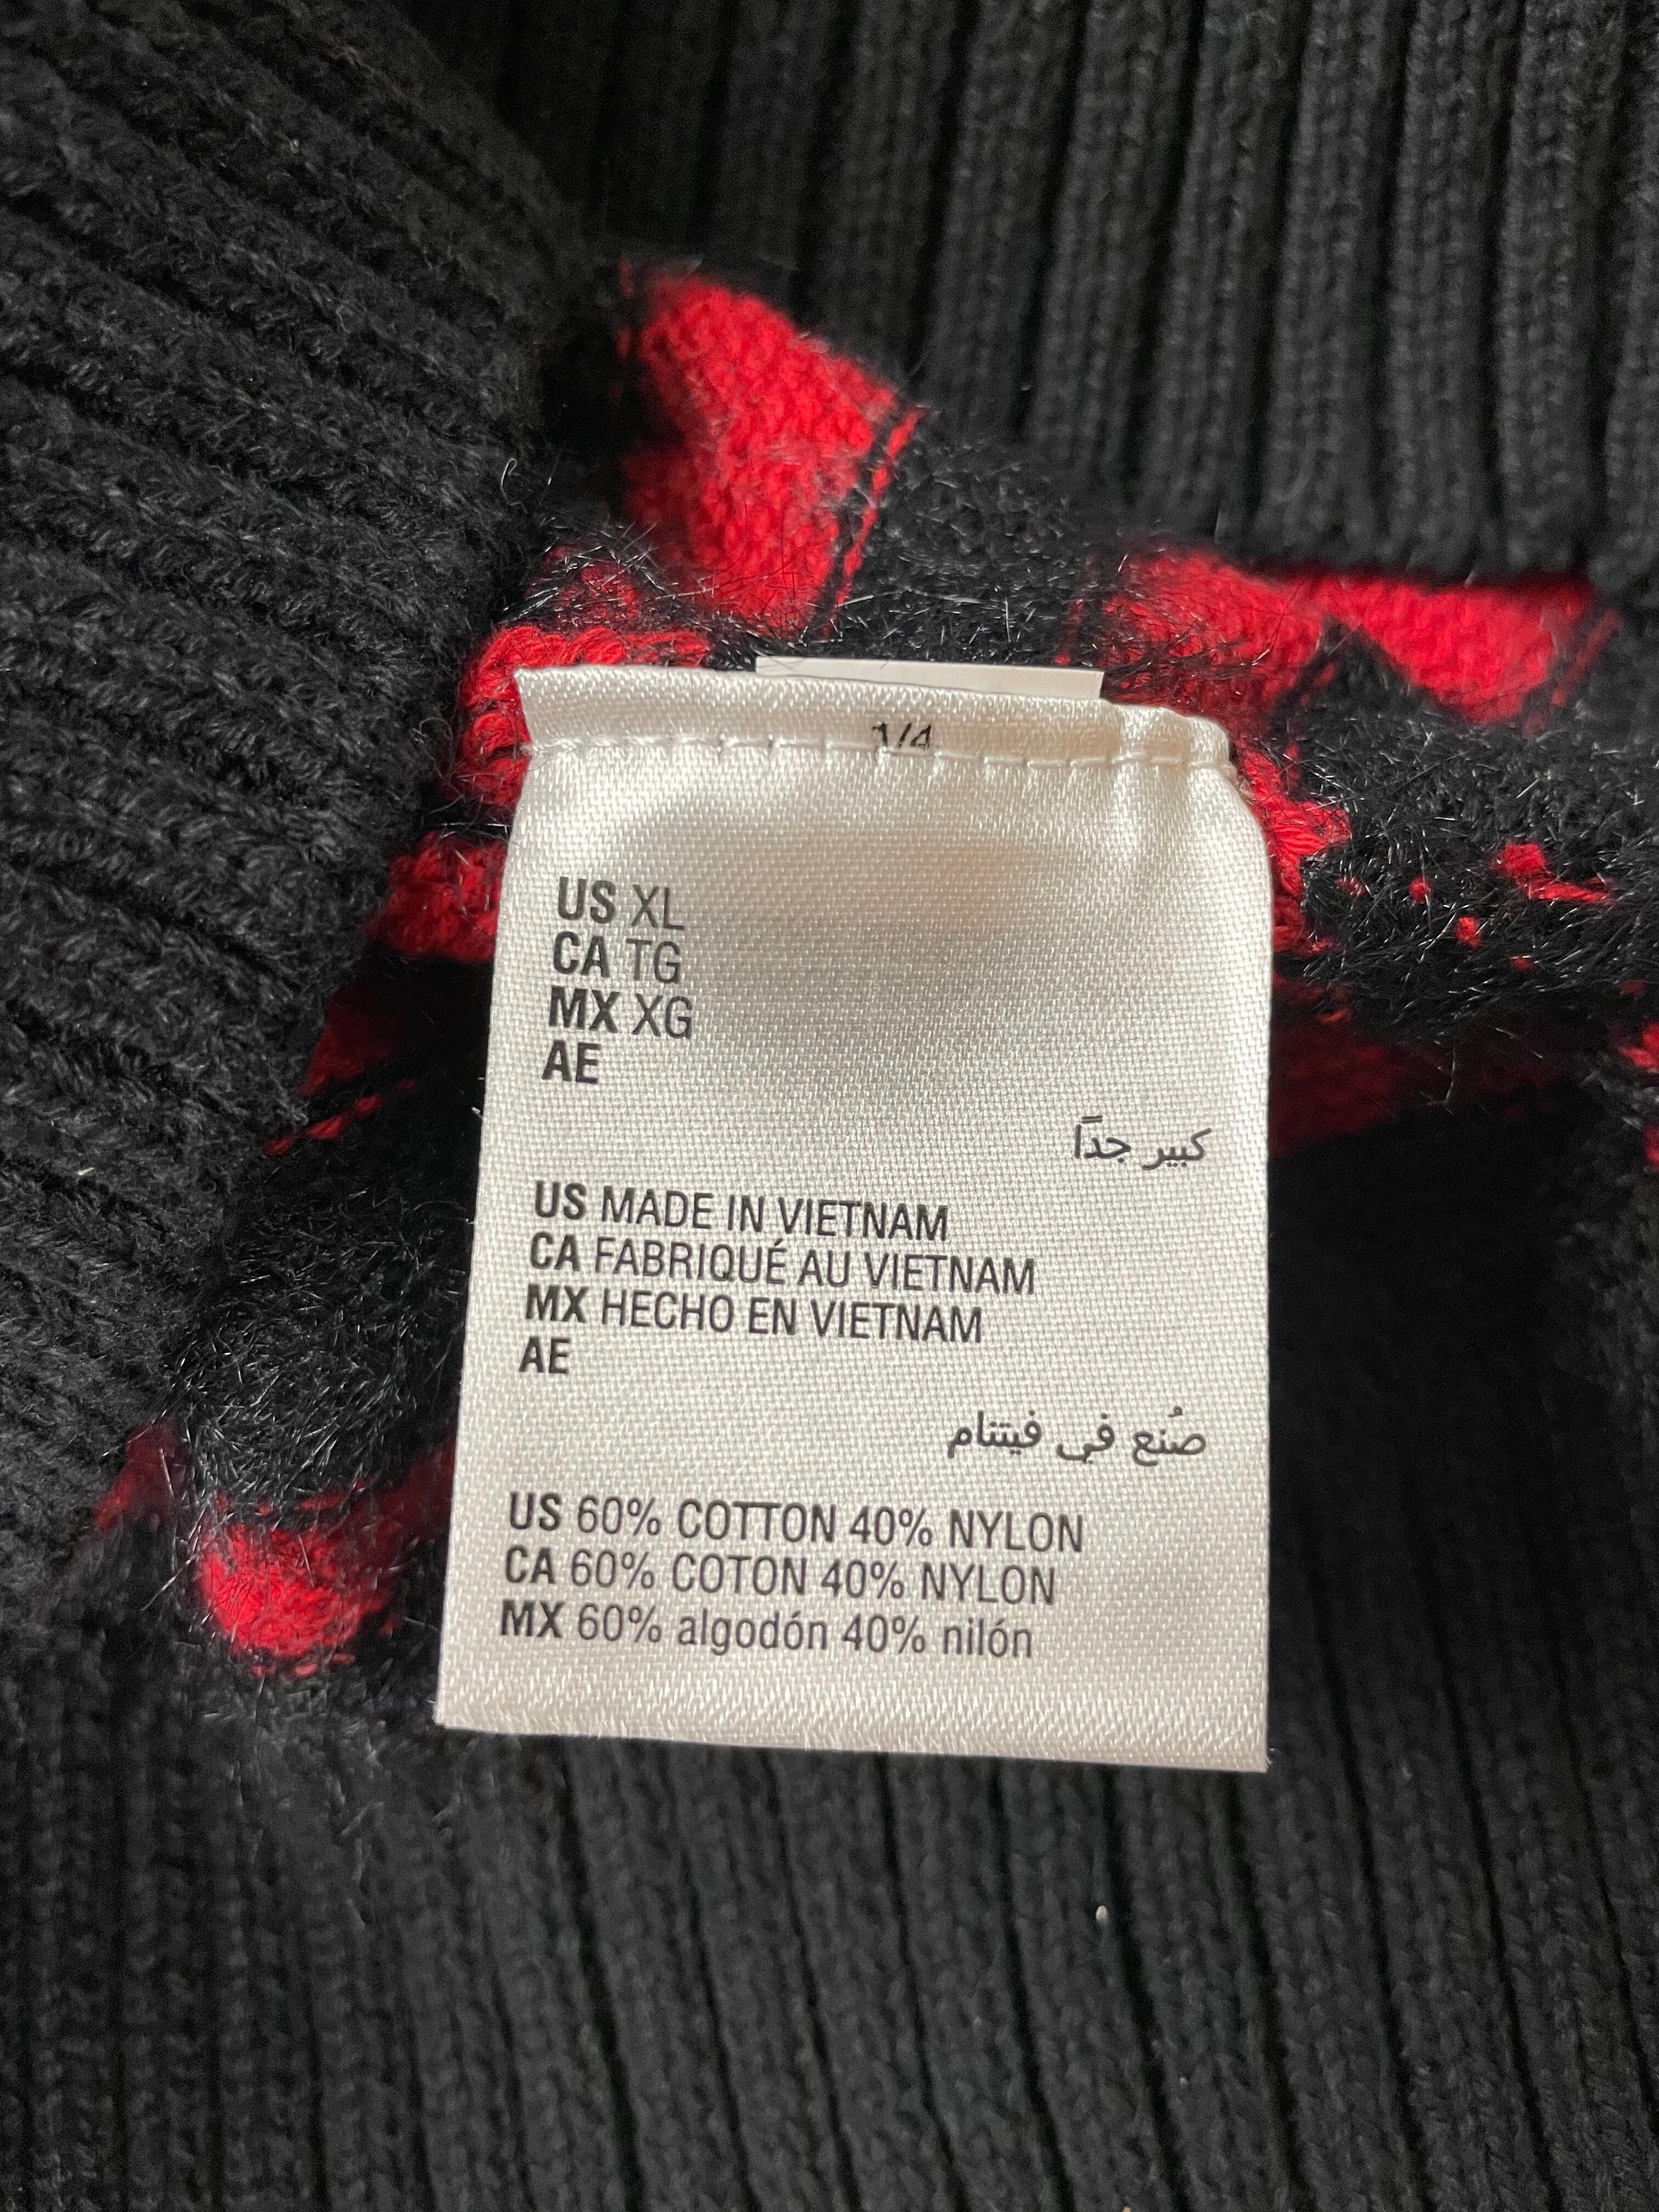 1/4
US XL
CA TG
MX XG
AE
كبير جداً
US MADE IN VIETNAM
CA FABRIQUÉ AU VIETNAM
MX HECHO EN VIETNAM
AE
صُنع في فيتنام
US 60% COTTON 40% NYLON
CA 60% COTON 40% NYLON
MX 60% algodón 40% nilón